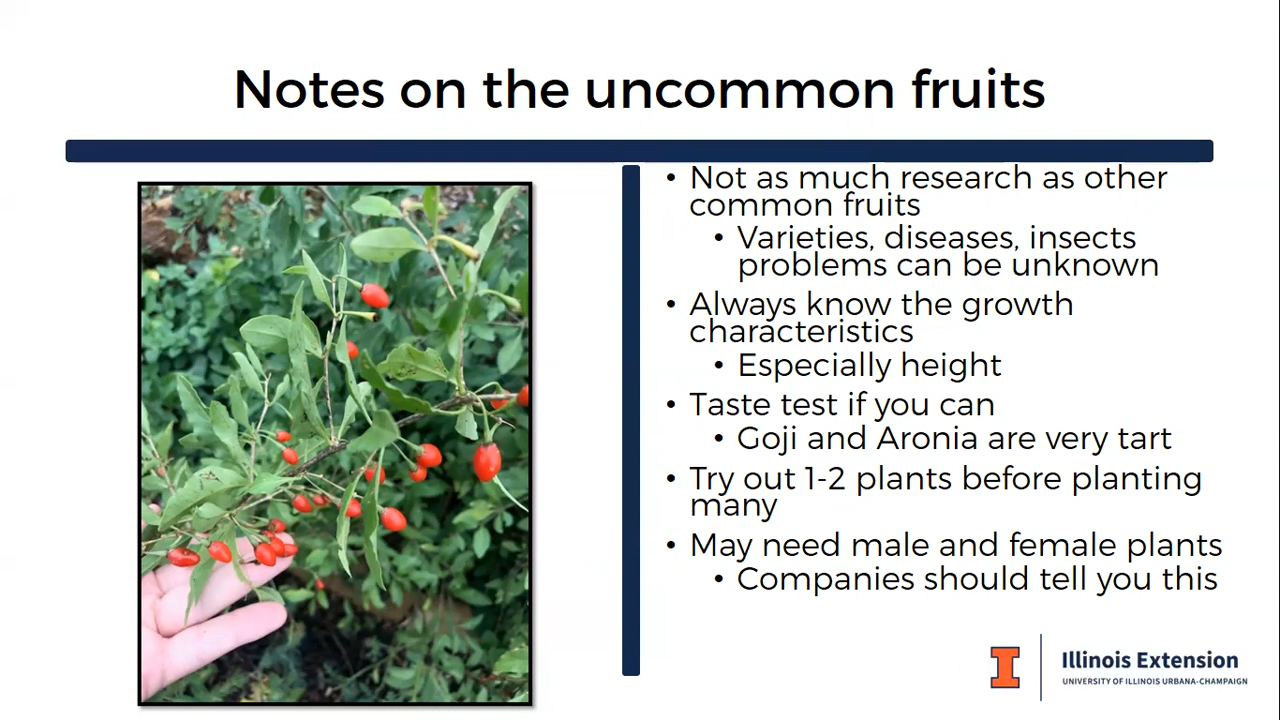 Notes on the uncommon fruits
• Not as much research as other
common fruits
• Varieties, diseases, insects
problems can be unknown
• Always know the growth
characteristics
• Especially height
• Taste test if you can
• Goji and Aronia are very tart
• Try out 1-2 plants before planting
many
• May need male and female plants
• Companies should tell you this
I
Illinois Extension
UNIVERSITY OF ILLINOIS URBANA-CHAMPAIGN